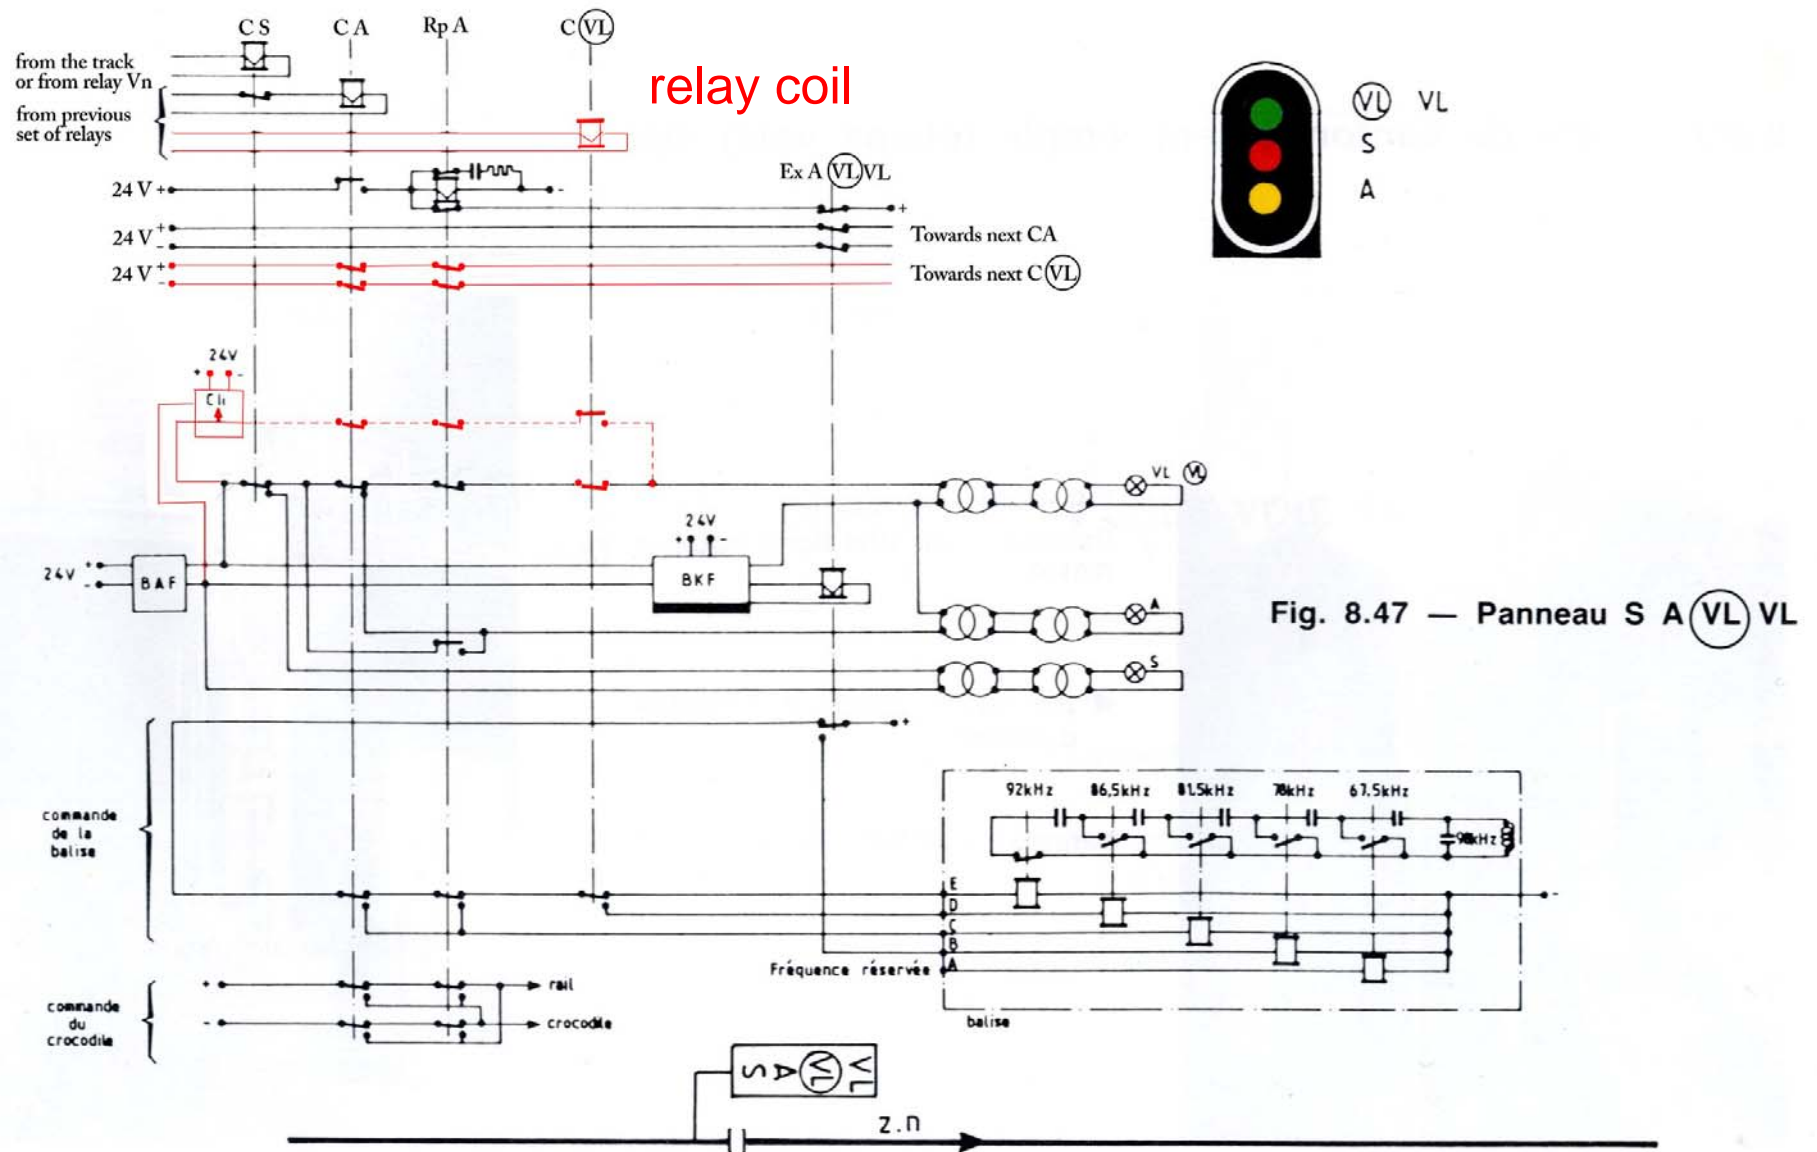 C S
C A
Rp A
C VL
relay coil
from the track
or from relay Vn
from previous
set of relays
VL VL
S
A
24 V + -
Ex A VL VL
+
24 V + -
Towards next CA
24 V + -
Towards next C VL
24V
+ -
Cli
VL VL
24V
+ -
24V + -
BAF
BKF
A
Fig. 8.47 — Panneau S A VL VL
S
+
commande
de la
balise
92kHz 86,5kHz 81,5kHz 78kHz 67,5kHz
E
D
C
B
Fréquence réservée A
-
balise
commande
du
crocodile
+ rail
- crocodile
S A VL VL
z.n